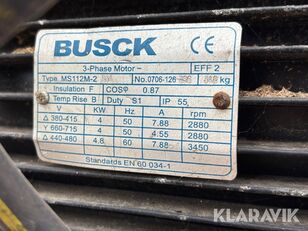 BUSCK
3-Phase Motor EFF 2
Type MS112M-2 No.0706-126 kg
Insulation F COSφ 0.87
Temp Rise B Duty S1 IP 55
V KW Hz A rpm
Δ 380-415 4 50 7.88 2880
Y 660-715 4 50 4.55 2880
Δ 440-480 4.8 60 7.88 3450
Standards EN 60 034-1
KLARAVIK